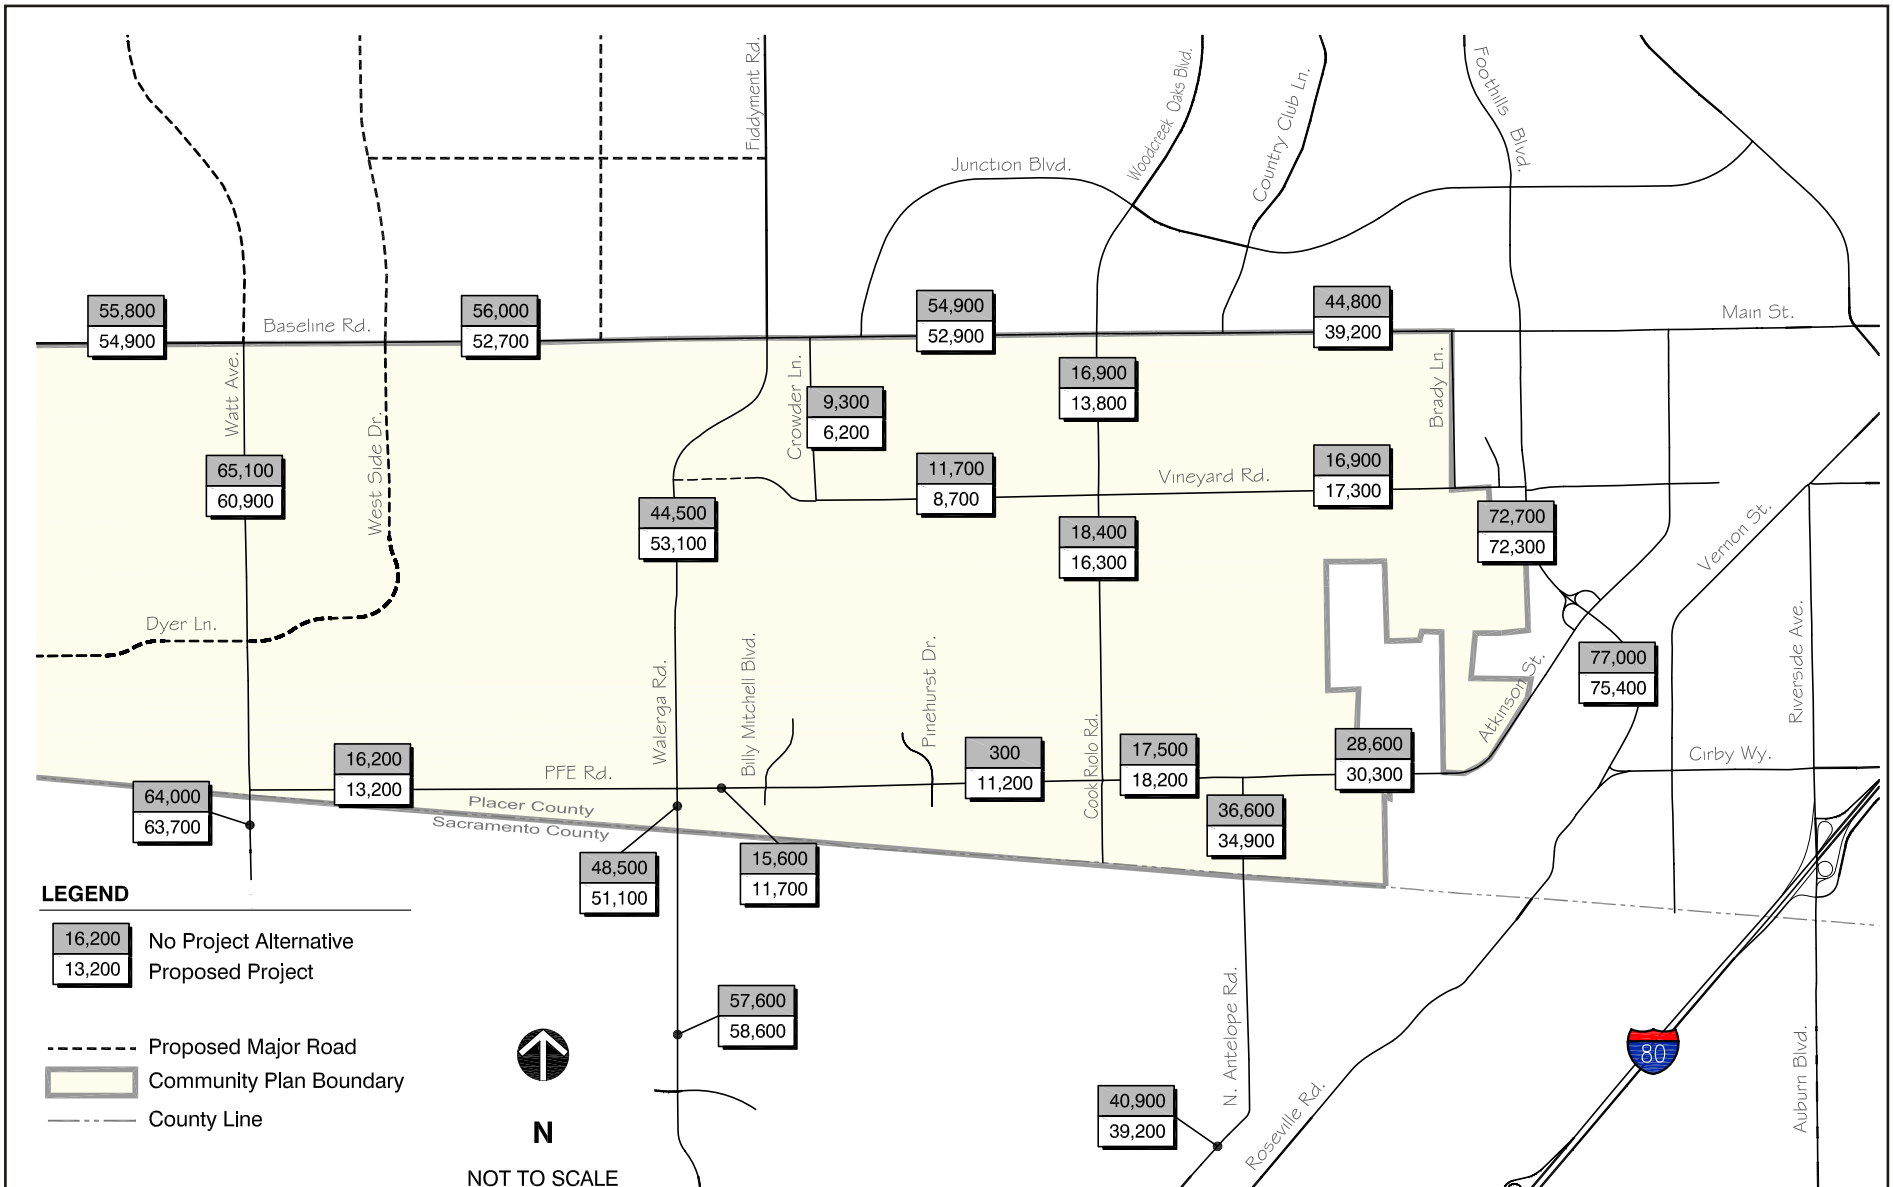 Fiddyment Rd.
Woodcreek Oaks Blvd.
Country Club Ln.
Foothills Blvd.
Junction Blvd.
55,800
54,900
Baseline Rd.
56,000
52,700
54,900
52,900
44,800
39,200
Main St.
Watt Ave.
West Side Dr.
Crowder Ln.
9,300
6,200
16,900
13,800
Brady Ln.
65,100
60,900
11,700
8,700
Vineyard Rd.
16,900
17,300
44,500
53,100
18,400
16,300
72,700
72,300
Vernon St.
Dyer Ln.
Walerga Rd.
Billy Mitchell Blvd.
Pinehurst Dr.
Cook Riolo Rd.
Atkinson St.
77,000
75,400
Riverside Ave.
16,200
13,200
PFE Rd.
300
11,200
17,500
18,200
28,600
30,300
Cirby Wy.
64,000
63,700
Placer County
Sacramento County
36,600
34,900
48,500
51,100
15,600
11,700
LEGEND
16,200
13,200
No Project Alternative
Proposed Project
57,600
58,600
N. Antelope Rd.
Proposed Major Road
Community Plan Boundary
County Line
N
NOT TO SCALE
40,900
39,200
Roseville Rd.
80
Auburn Blvd.